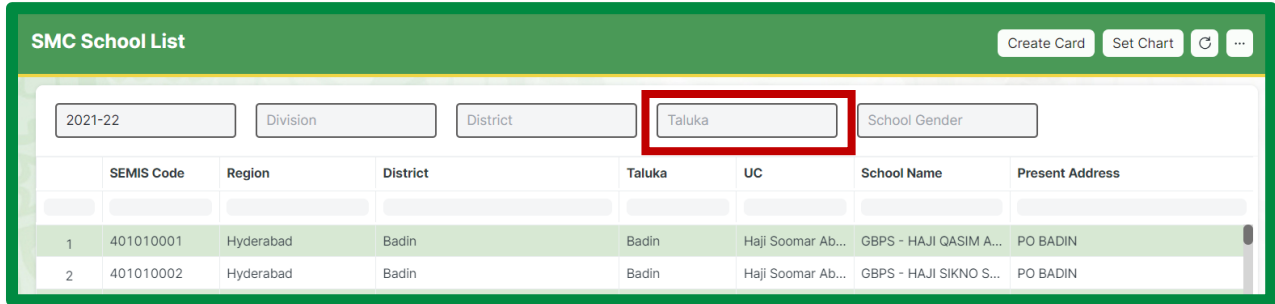 SMC School List Create Card Set Chart ...
2021-22 Division District Taluka School Gender
SEMIS Code Region District Taluka UC School Name Present Address
1 401010001 Hyderabad Badin Badin Haji Soomar Ab... GBPS - HAJI QASIM A... PO BADIN
2 401010002 Hyderabad Badin Badin Haji Soomar Ab... GBPS - HAJI SIKNO S... PO BADIN